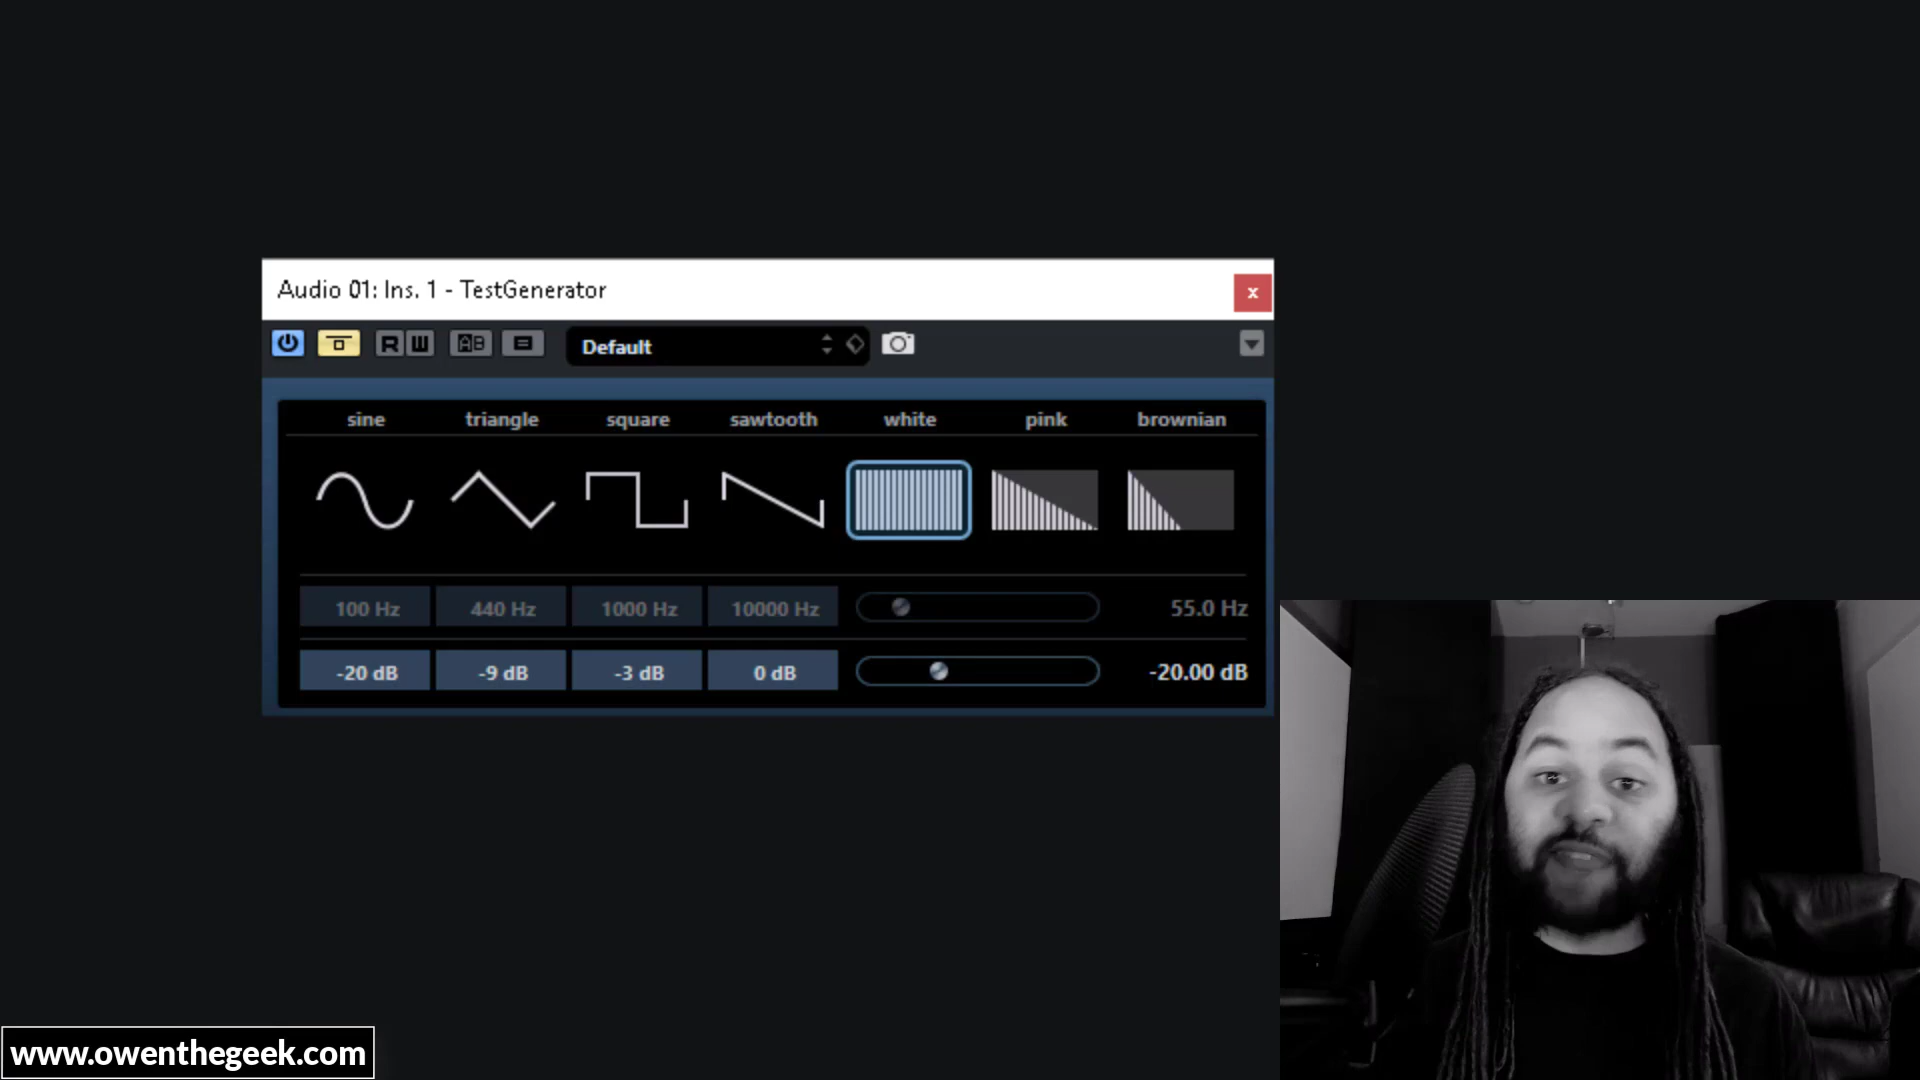 Audio 01: Ins. 1 - TestGenerator
x
R W AB Default
sine triangle square sawtooth white pink brownian
100 Hz 440 Hz 1000 Hz 10000 Hz 55.0 Hz
-20 dB -9 dB -3 dB 0 dB -20.00 dB
www.owenthegeek.com